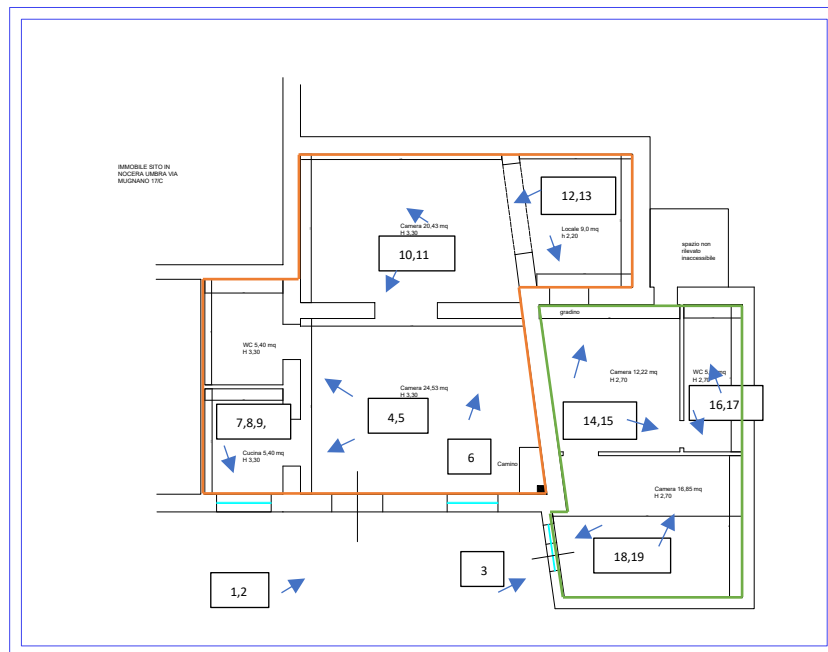 IMMOBILE SITO IN
NOCERA UMBRA VIA
MUGNANO 17/C
12,13
Camera 20,43 mq
H 3,30
10,11
Locale 9,0 mq
h 2,20
spazio non
rilevato
inaccessibile
gradino
WC 5,40 mq
H 3,30
Camera 12,22 mq
H 2,70
WC 5,
H 2,70
16,17
Camera 24,53 mq
H 3,30
4,5
7,8,9,
14,15
6
Cucina 5,40 mq
H 3,30
Camino
Camera 16,85 mq
H 2,70
18,19
3
1,2